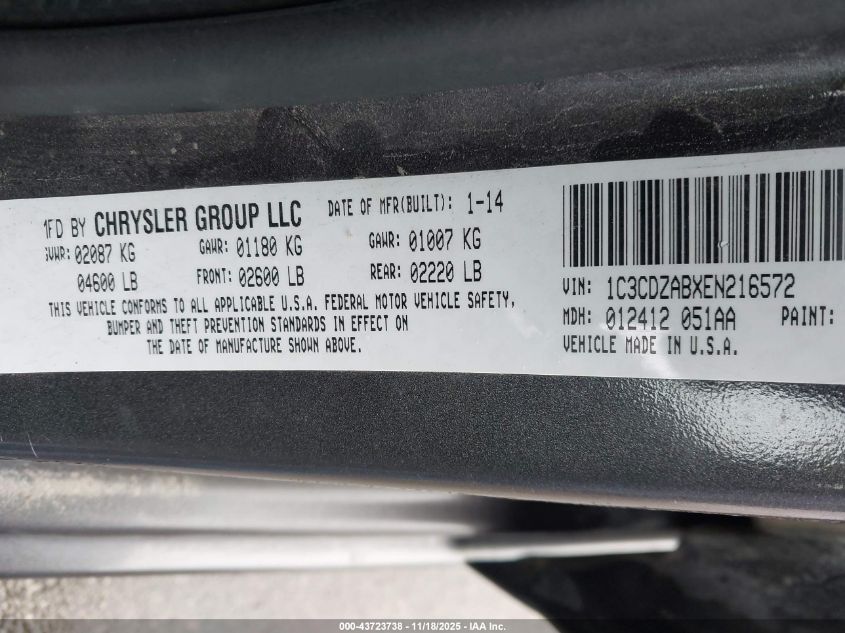 MFD BY CHRYSLER GROUP LLC DATE OF MFR(BUILT): 1-14
GVWR: 02087 KG GAWR: 01180 KG GAWR: 01007 KG
04600 LB FRONT: 02600 LB REAR: 02220 LB
THIS VEHICLE CONFORMS TO ALL APPLICABLE U.S.A. FEDERAL MOTOR VEHICLE SAFETY,
BUMPER AND THEFT PREVENTION STANDARDS IN EFFECT ON
THE DATE OF MANUFACTURE SHOWN ABOVE.
VIN: 1C3CDZABXEN216572
MDH: 012412 051AA PAINT:
VEHICLE MADE IN U.S.A.
000-43723738 - 11/18/2025 - IAA Inc.